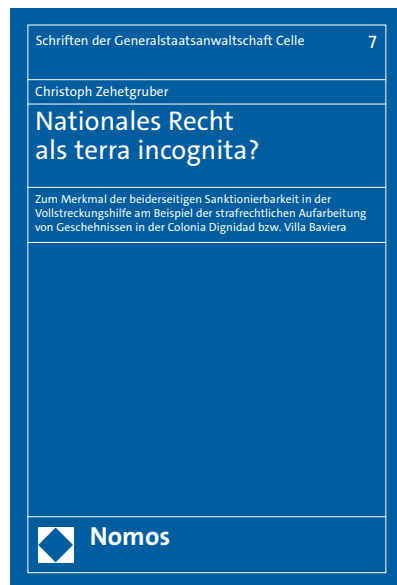 Schriften der Generalstaatsanwaltschaft Celle 7
Christoph Zehetgruber
Nationales Recht
als terra incognita?
Zum Merkmal der beiderseitigen Sanktionierbarkeit in der
Vollstreckungshilfe am Beispiel der strafrechtlichen Aufarbeitung
von Geschehnissen in der Colonia Dignidad bzw. Villa Baviera
Nomos